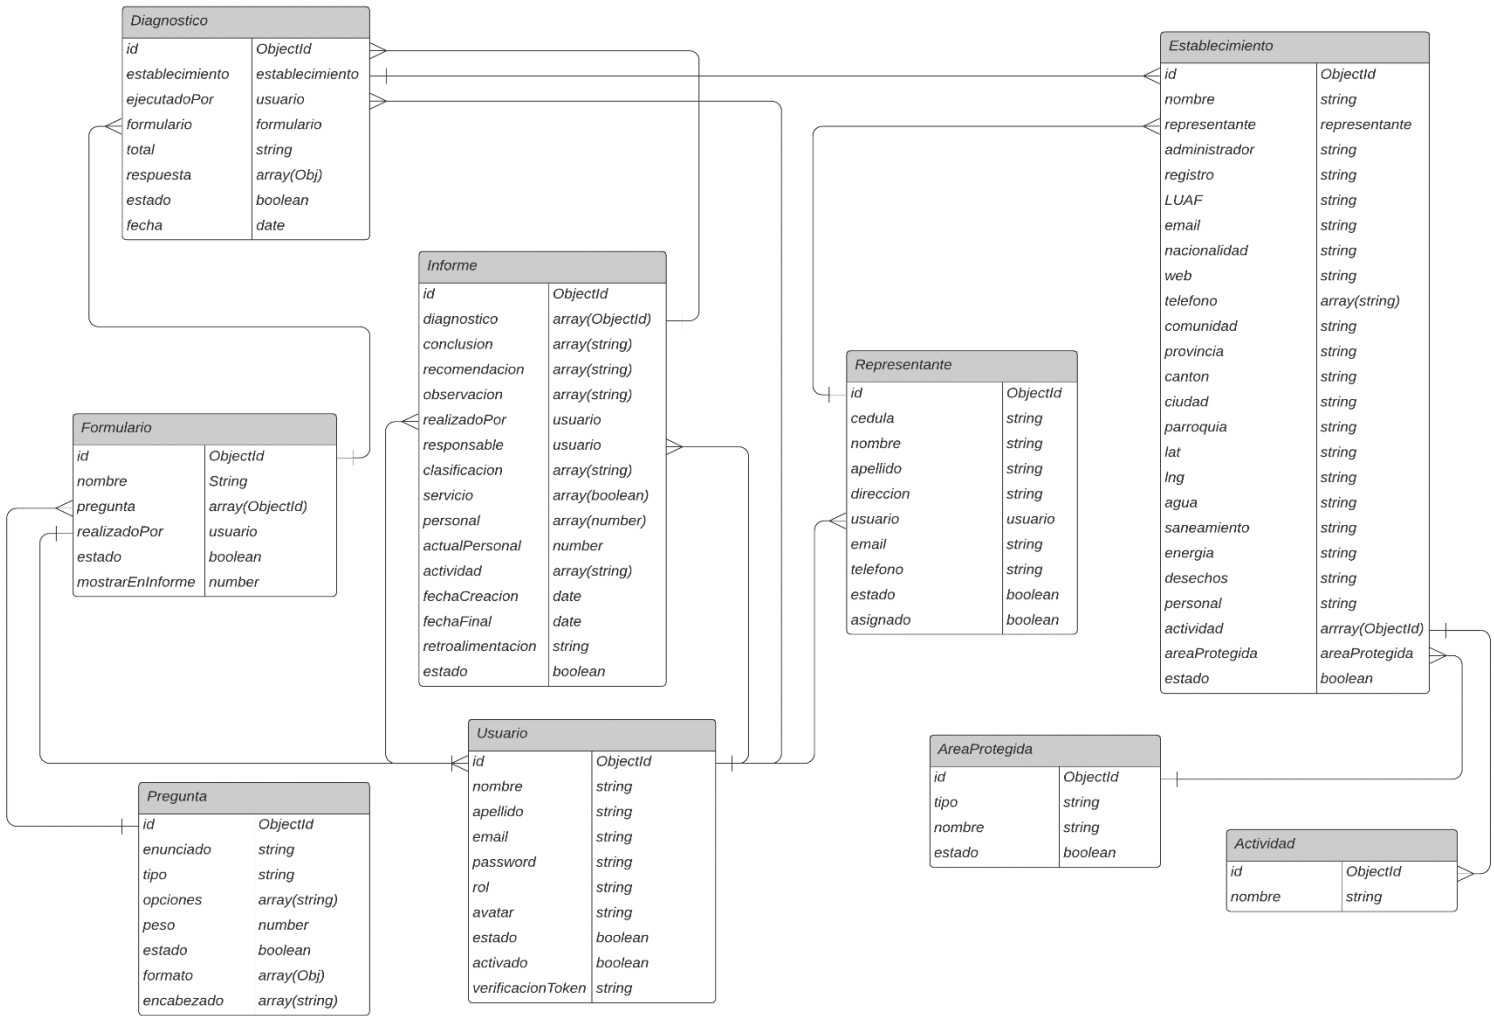 Diagnostico
id ObjectId
establecimiento establecimiento
ejecutadoPor usuario
formulario formulario
total string
respuesta array(Obj)
estado boolean
fecha date
Establecimiento
id ObjectId
nombre string
representante representante
administrador string
registro string
LUAF string
email string
nacionalidad string
web string
telefono array(string)
comunidad string
provincia string
canton string
ciudad string
parroquia string
lat string
lng string
agua string
saneamiento string
energia string
desechos string
personal string
actividad arrray(ObjectId)
areaProtegida areaProtegida
estado boolean
Informe
id ObjectId
diagnostico array(ObjectId)
conclusion array(string)
recomendacion array(string)
observacion array(string)
realizadoPor usuario
responsable usuario
clasificacion array(string)
servicio array(boolean)
personal array(number)
actualPersonal number
actividad array(string)
fechaCreacion date
fechaFinal date
retroalimentacion string
estado boolean
Representante
id ObjectId
cedula string
nombre string
apellido string
direccion string
usuario usuario
email string
telefono string
estado boolean
asignado boolean
Formulario
id ObjectId
nombre String
pregunta array(ObjectId)
realizadoPor usuario
estado boolean
mostrarEnInforme number
Usuario
id ObjectId
nombre string
apellido string
email string
password string
rol string
avatar string
estado boolean
activado boolean
verificacionToken string
AreaProtegida
id ObjectId
tipo string
nombre string
estado boolean
Pregunta
id ObjectId
enunciado string
tipo string
opciones array(string)
peso number
estado boolean
formato array(Obj)
encabezado array(string)
Actividad
id ObjectId
nombre string